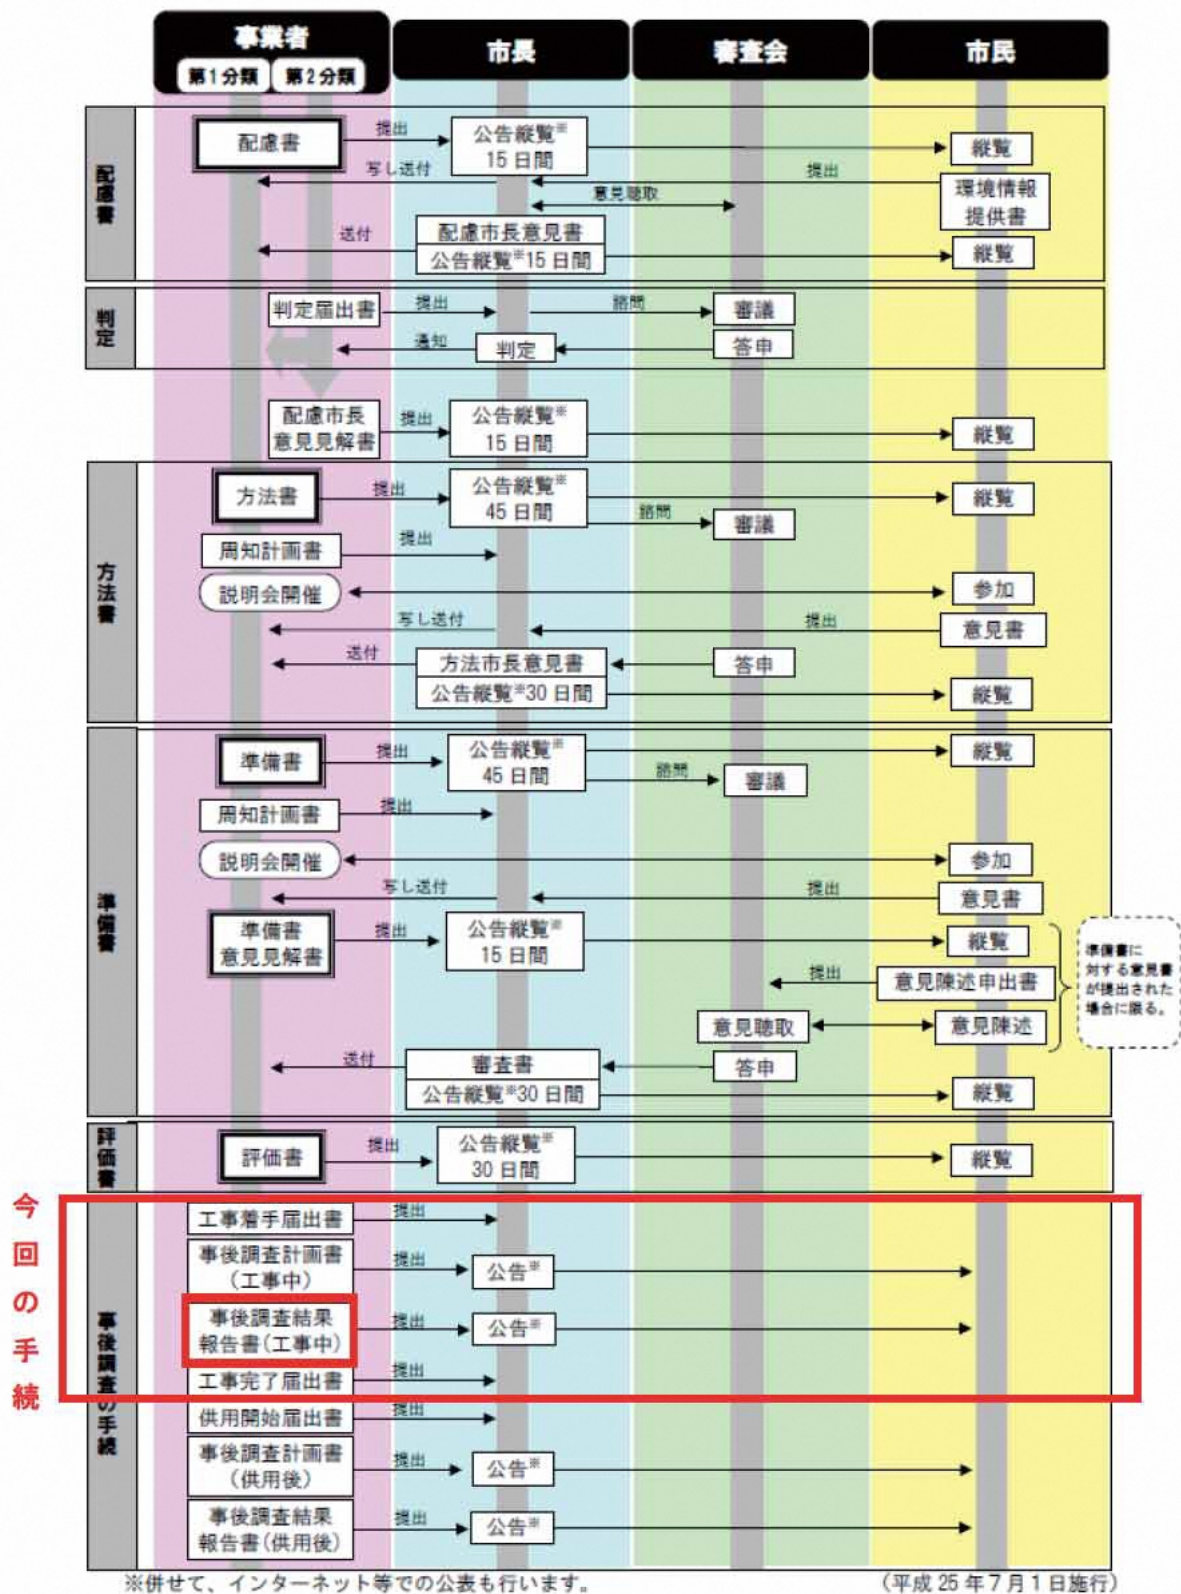 事業者
第1分類 第2分類
市長
審査会
市民
配慮書
配慮書
提出
公告縦覧※
15日間
縦覧
写し送付
提出
環境情報
提供書
意見聴取
送付
配慮市長意見書
公告縦覧※15日間
縦覧
判定
判定届出書
提出
諮問
審議
通知
判定
答申
配慮市長
意見見解書
提出
公告縦覧※
15日間
縦覧
方法書
方法書
提出
公告縦覧※
45日間
縦覧
諮問
審議
周知計画書
提出
説明会開催
参加
写し送付
提出
意見書
送付
方法市長意見書
公告縦覧※30日間
答申
縦覧
準備書
準備書
提出
公告縦覧※
45日間
縦覧
諮問
審議
周知計画書
提出
説明会開催
参加
写し送付
提出
意見書
準備書
意見見解書
提出
公告縦覧※
15日間
縦覧
提出
意見陳述申出書
意見聴取
意見陳述
準備書に
対する意見書
が提出された
場合に限る。
送付
審査書
公告縦覧※30日間
答申
縦覧
評価書
評価書
提出
公告縦覧※
30日間
縦覧
今回の手続
事後調査の手続
工事着手届出書
提出
事後調査計画書
(工事中)
提出
公告※
事後調査結果
報告書(工事中)
提出
公告※
工事完了届出書
提出
供用開始届出書
提出
事後調査計画書
(供用後)
提出
公告※
事後調査結果
報告書(供用後)
提出
公告※
※併せて、インターネット等での公表も行います。
(平成25年7月1日施行)